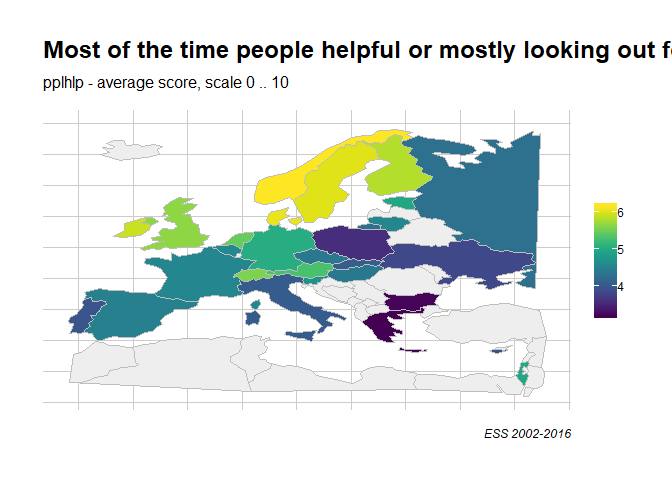 Most of the time people helpful or mostly looking out f
pplhlp - average score, scale 0 .. 10
6
5
4
ESS 2002-2016